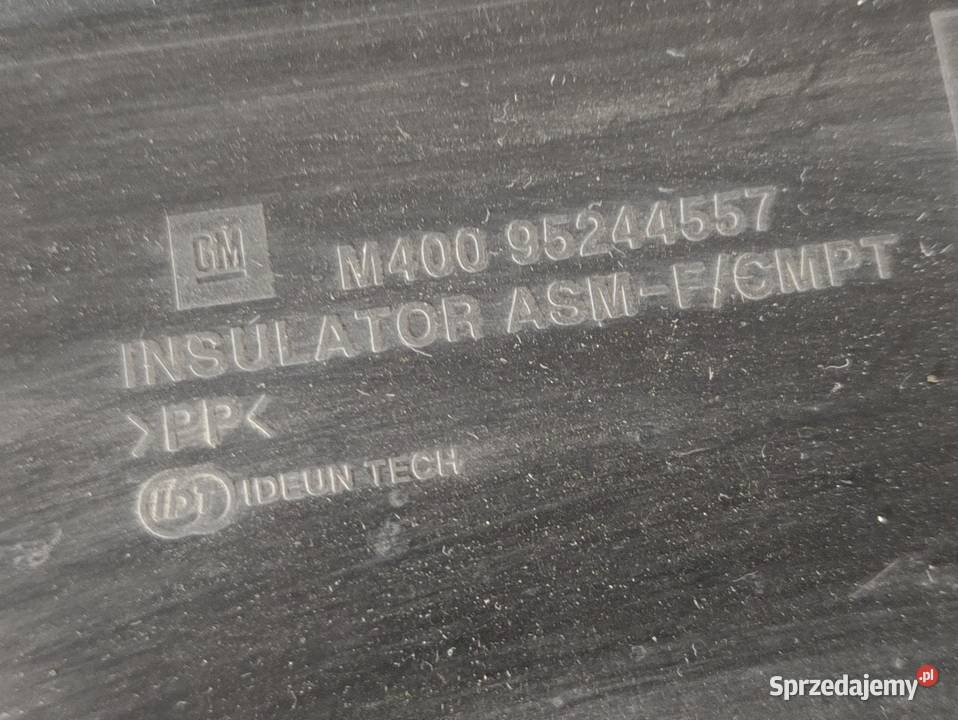 GM
M400 95244557
INSULATOR ASM-F/CMPT
>PP<
IDEUN TECH
Sprzedajemy.pl